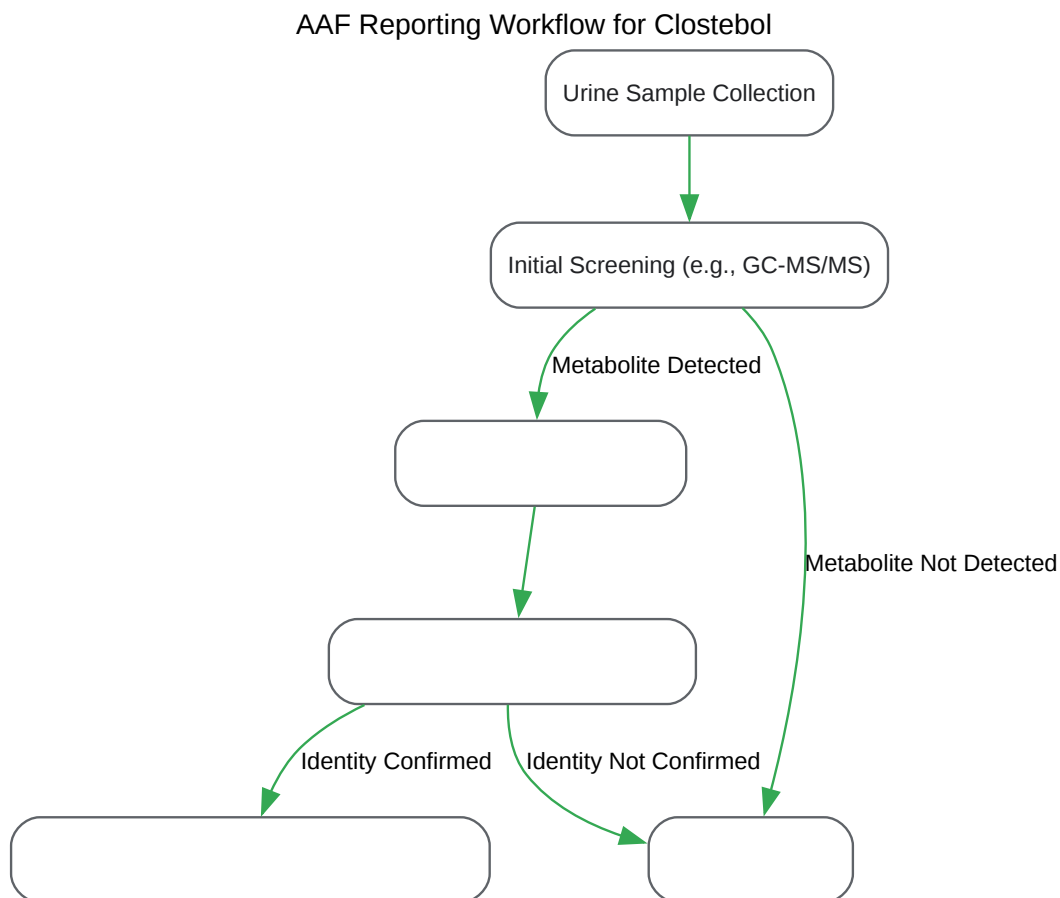 AAF Reporting Workflow for Clostebol
Urine Sample Collection
Initial Screening (e.g., GC-MS/MS)
Metabolite Detected
Metabolite Not Detected
Identity Confirmed
Identity Not Confirmed